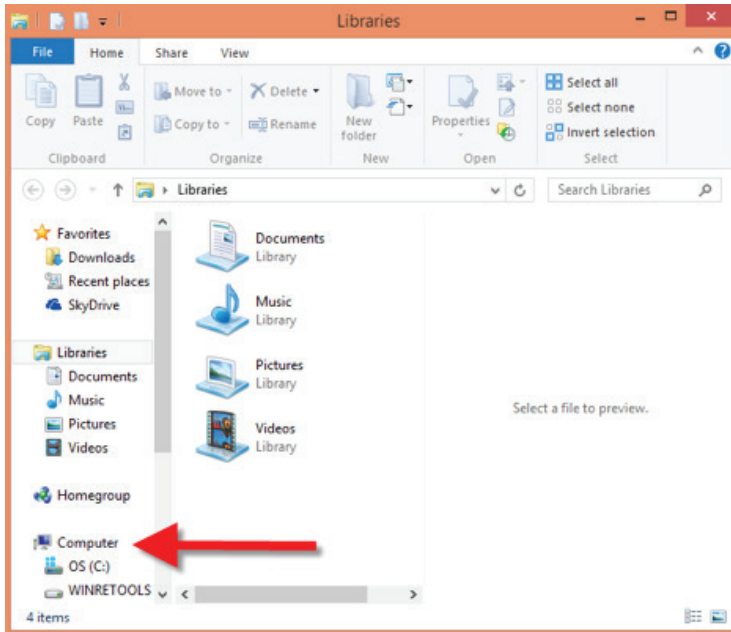 Libraries
File Home Share View
Copy
Paste
Move to
Copy to
Delete
Rename
New
folder
Properties
Select all
Select none
Invert selection
Clipboard Organize New Open Select
Libraries
Search Libraries
Favorites
Downloads
Recent places
SkyDrive
Libraries
Documents
Music
Pictures
Videos
Homegroup
Computer
OS (C:)
WINRETOOLS
Documents
Library
Music
Library
Pictures
Library
Videos
Library
Select a file to preview.
4 items